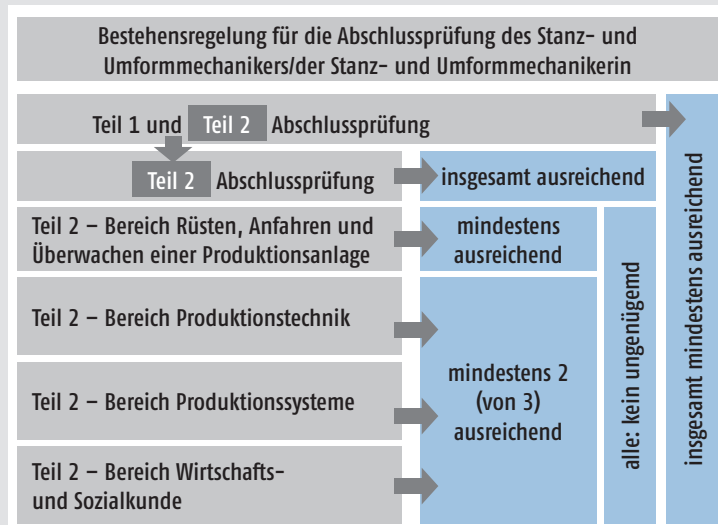 Bestehensregelung für die Abschlussprüfung des Stanz- und
Umformmechanikers/der Stanz- und Umformmechanikerin
Teil 1 und Teil 2 Abschlussprüfung
Teil 2 Abschlussprüfung
insgesamt ausreichend
Teil 2 – Bereich Rüsten, Anfahren und
Überwachen einer Produktionsanlage
mindestens
ausreichend
Teil 2 – Bereich Produktionstechnik
Teil 2 – Bereich Produktionssysteme
Teil 2 – Bereich Wirtschafts-
und Sozialkunde
mindestens 2
(von 3)
ausreichend
alle: kein ungenügemd
insgesamt mindestens ausreichend